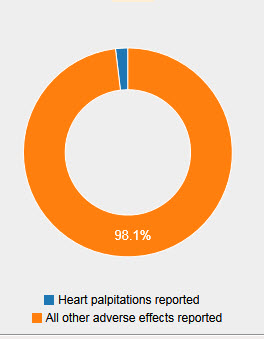 98.1%
Heart palpitations reported
All other adverse effects reported